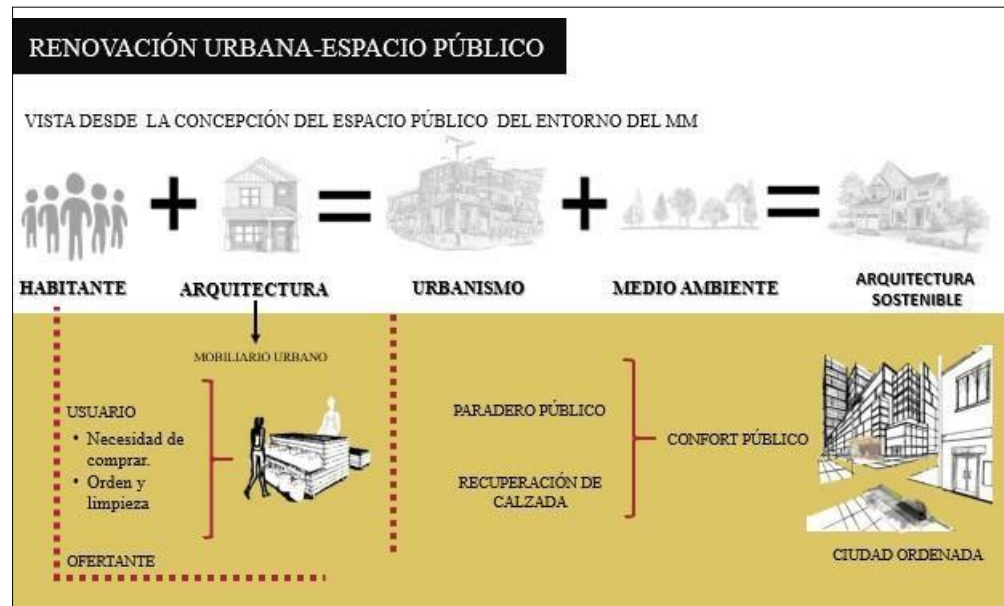 RENOVACIÓN URBANA-ESPACIO PÚBLICO
VISTA DESDE LA CONCEPCIÓN DEL ESPACIO PÚBLICO DEL ENTORNO DEL MM
HABITANTE
ARQUITECTURA
URBANISMO
MEDIO AMBIENTE
ARQUITECTURA
SOSTENIBLE
MOBILIARIO URBANO
USUARIO
• Necesidad de
comprar.
• Orden y
limpieza
OFERTANTE
PARADERO PÚBLICO
RECUPERACIÓN DE
CALZADA
CONFORT PÚBLICO
CIUDAD ORDENADA